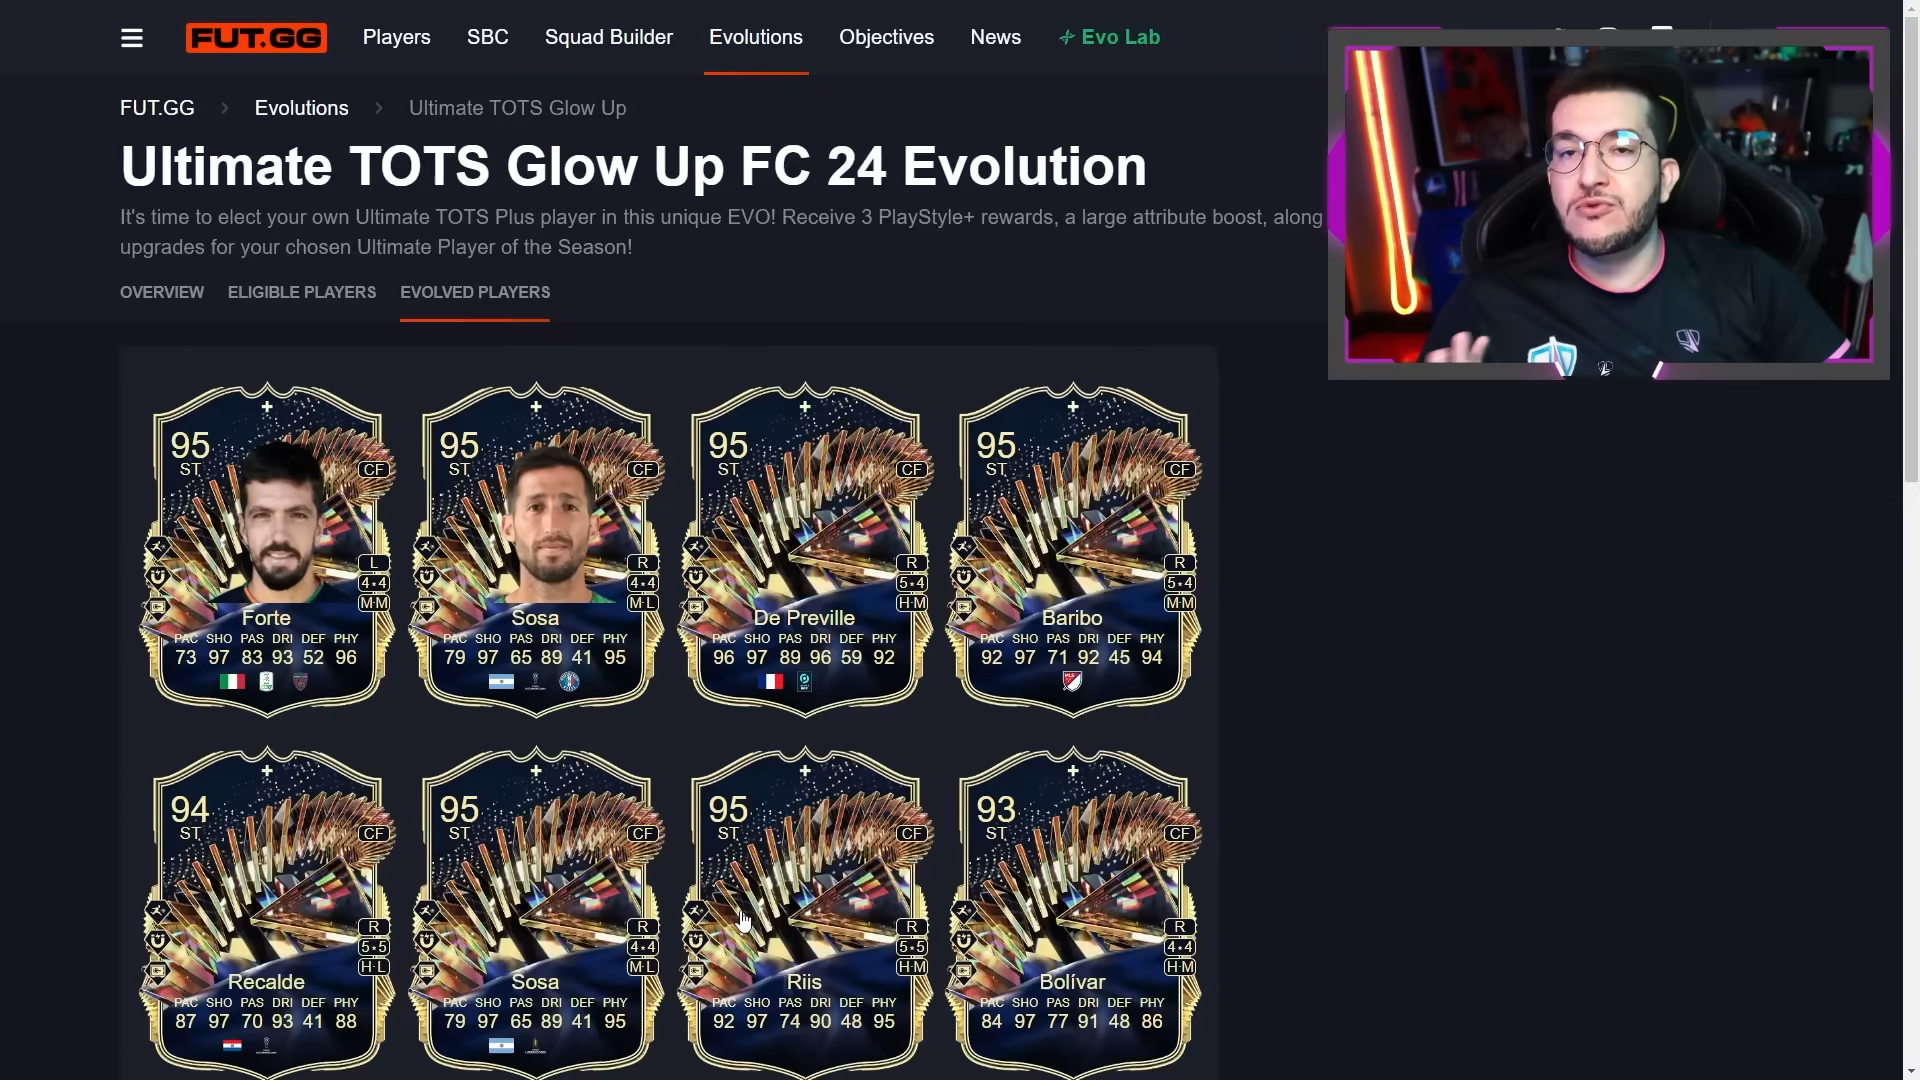 FUT.GG Players SBC Squad Builder Evolutions Objectives News Evo Lab
FUT.GG Evolutions Ultimate TOTS Glow Up
Ultimate TOTS Glow Up FC 24 Evolution
It's time to elect your own Ultimate TOTS Plus player in this unique EVO! Receive 3 PlayStyle+ rewards, a large attribute boost, along
upgrades for your chosen Ultimate Player of the Season!
OVERVIEW ELIGIBLE PLAYERS EVOLVED PLAYERS
95 ST CF
L
4★4
M·M
Forte
PAC SHO PAS DRI DEF PHY
73 97 83 93 52 96
95 ST CF
R
4★4
M·L
Sosa
PAC SHO PAS DRI DEF PHY
79 97 65 89 41 95
95 ST CF
R
5★4
H·M
De Preville
PAC SHO PAS DRI DEF PHY
96 97 89 96 59 92
95 ST CF
R
5★4
M·M
Baribo
PAC SHO PAS DRI DEF PHY
92 97 71 92 45 94
94 ST CF
R
5★5
H·L
Recalde
PAC SHO PAS DRI DEF PHY
87 97 70 93 41 88
95 ST CF
R
4★4
M·L
Sosa
PAC SHO PAS DRI DEF PHY
79 97 65 89 41 95
95 ST CF
R
5★5
H·M
Riis
PAC SHO PAS DRI DEF PHY
92 97 74 90 48 95
93 ST CF
R
4★4
H·M
Bolívar
PAC SHO PAS DRI DEF PHY
84 97 77 91 48 86